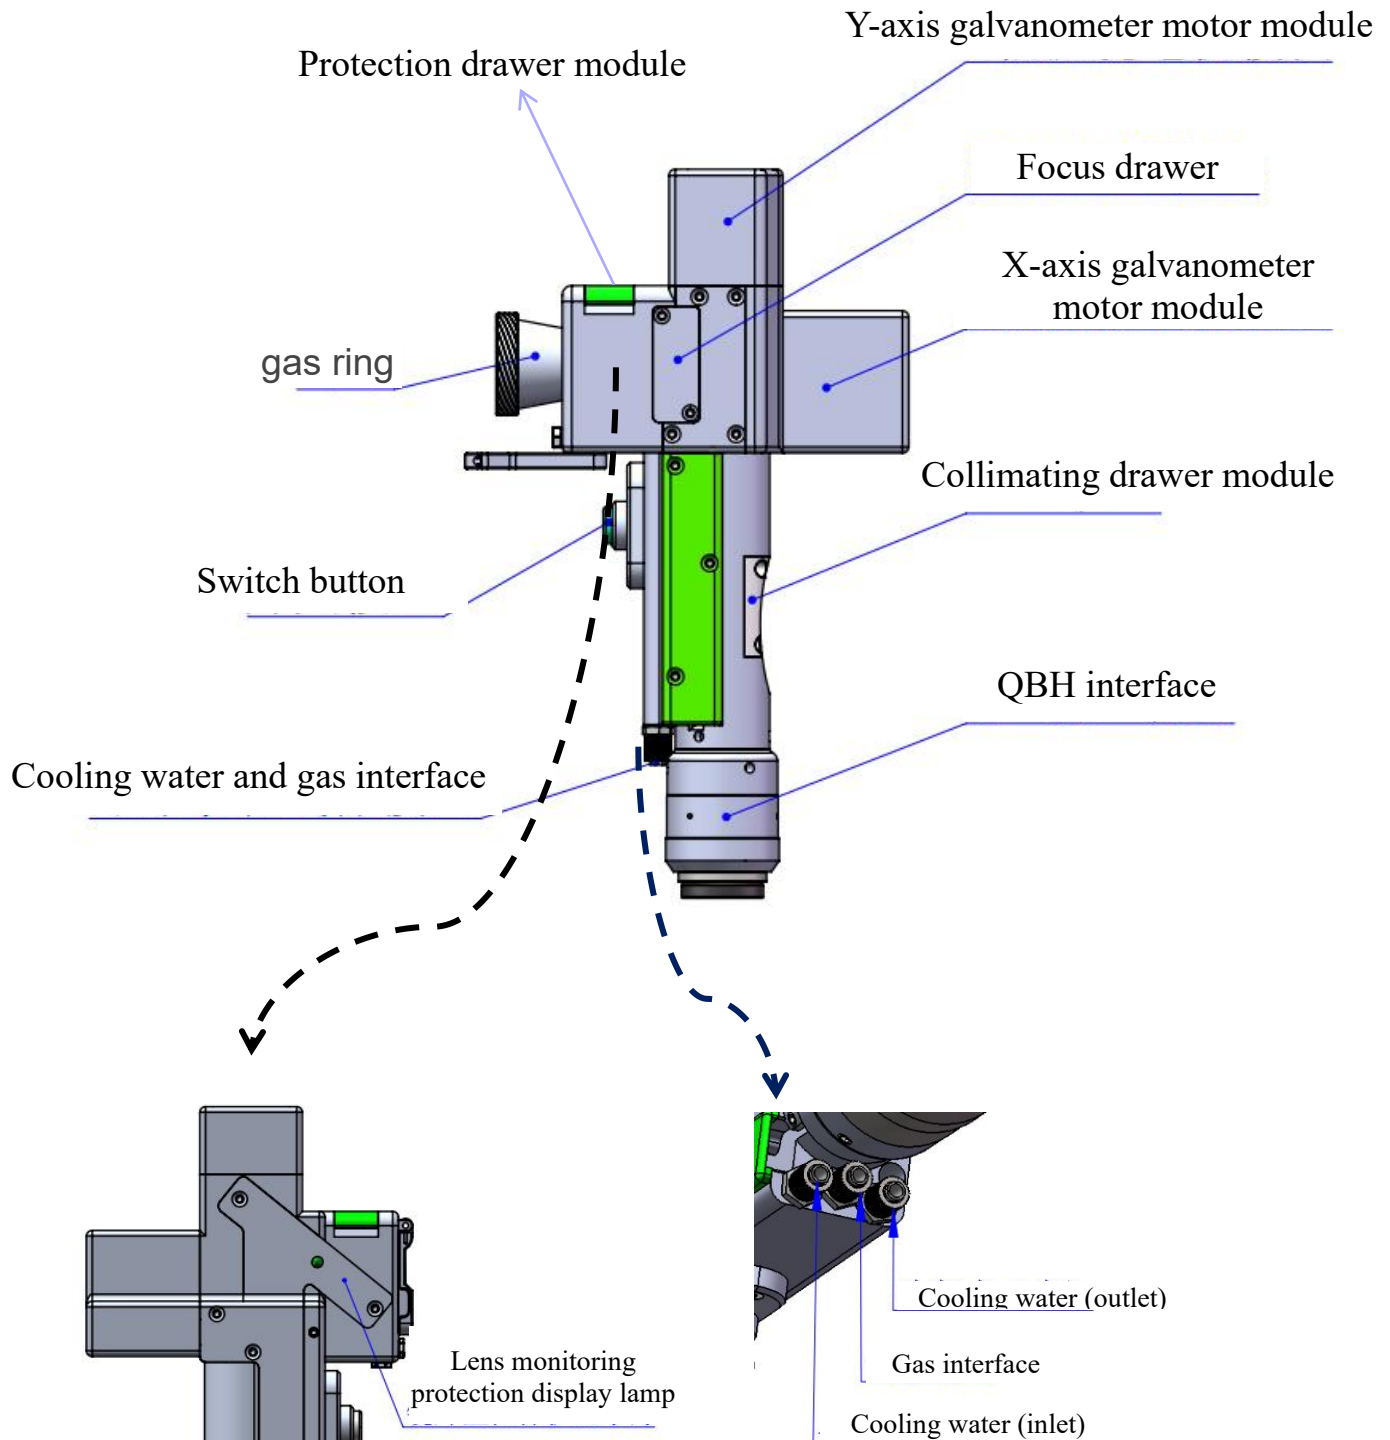 Y-axis galvanometer motor module
Protection drawer module
Focus drawer
X-axis galvanometer
motor module
gas ring
Collimating drawer module
Switch button
QBH interface
Cooling water and gas interface
Cooling water (outlet)
Lens monitoring
protection display lamp
Gas interface
Cooling water (inlet)